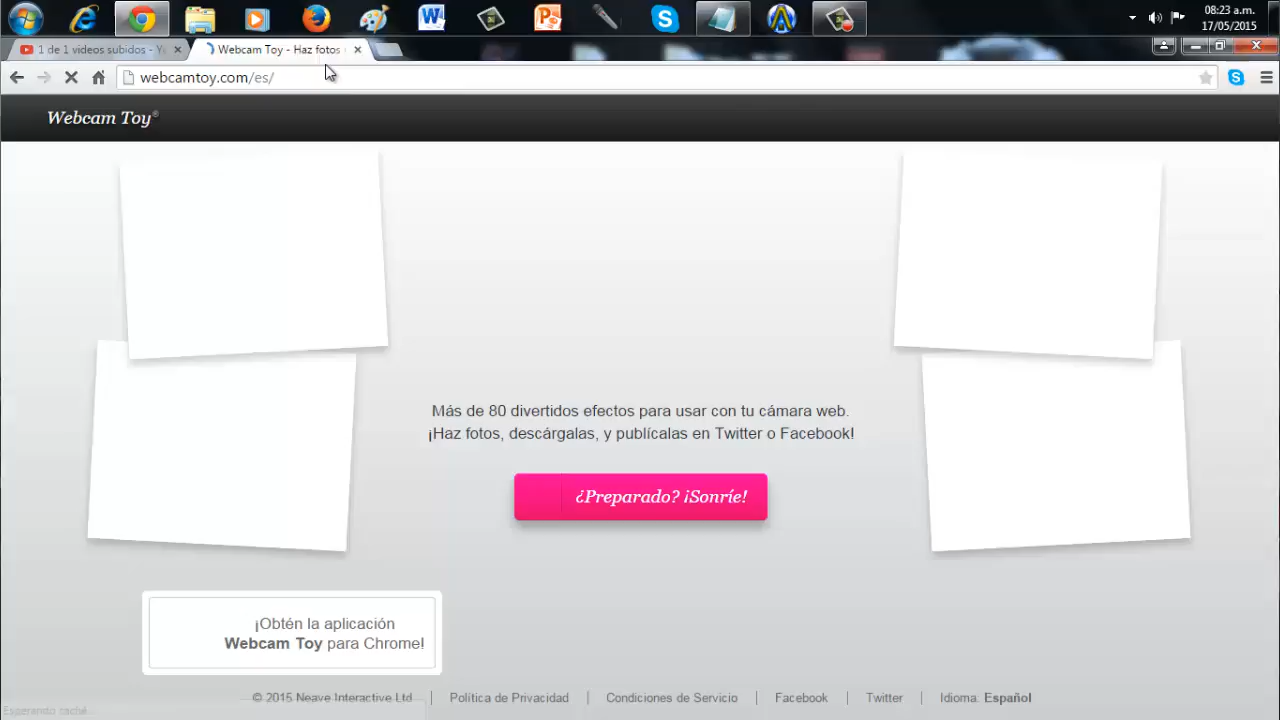 08:23 a.m.
17/05/2015
1 de 1 videos subidos - Yo
Webcam Toy - Haz fotos
webcamtoy.com/es/
Webcam Toy®
Más de 80 divertidos efectos para usar con tu cámara web.
¡Haz fotos, descárgalas, y publícalas en Twitter o Facebook!
¿Preparado? ¡Sonríe!
¡Obtén la aplicación
Webcam Toy para Chrome!
© 2015 Neave Interactive Ltd | Política de Privacidad | Condiciones de Servicio | Facebook | Twitter | Idioma: Español
Esperando caché...